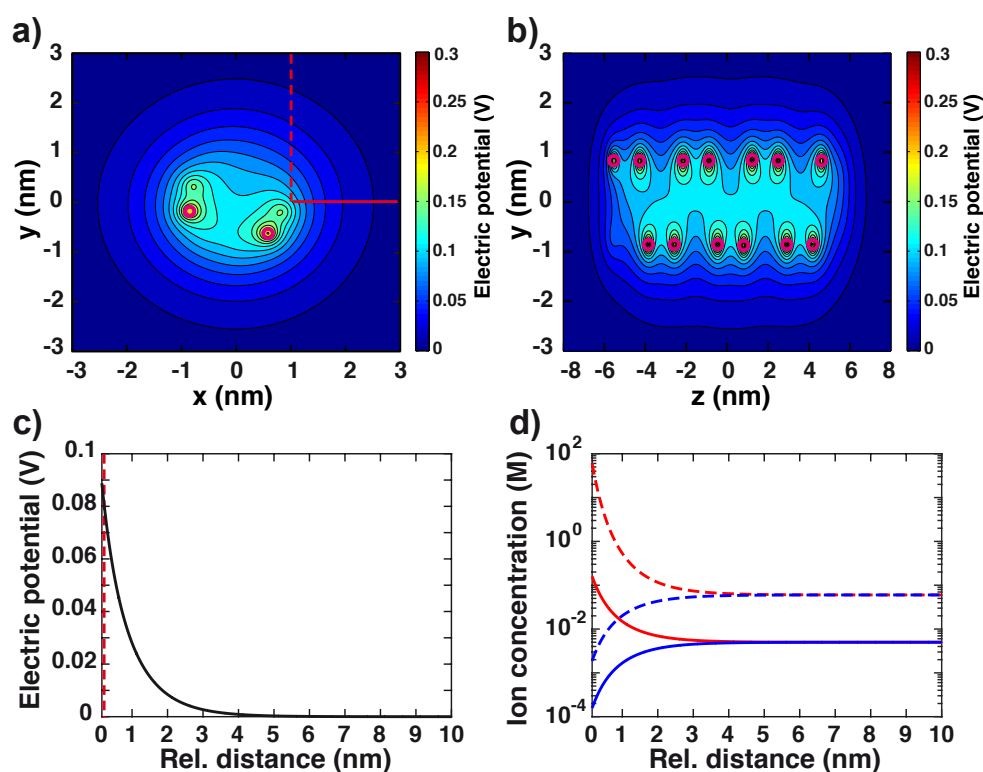 a)
3
2
1
0
-1
-2
-3
y (nm)
-3 -2 -1 0 1 2 3
x (nm)
0.3
0.25
0.20
0.15
0.10
0.05
0
Electric potential (V)
b)
3
2
1
0
-1
-2
-3
y (nm)
-8 -6 -4 -2 0 2 4 6 8
z (nm)
0.3
0.25
0.20
0.15
0.10
0.05
0
Electric potential (V)
c)
0.1
0.08
0.06
0.04
0.02
0
Electric potential (V)
0 1 2 3 4 5 6 7 8 9 10
Rel. distance (nm)
d)
10^2
10^0
10^-2
10^-4
Ion concentration (M)
0 1 2 3 4 5 6 7 8 9 10
Rel. distance (nm)